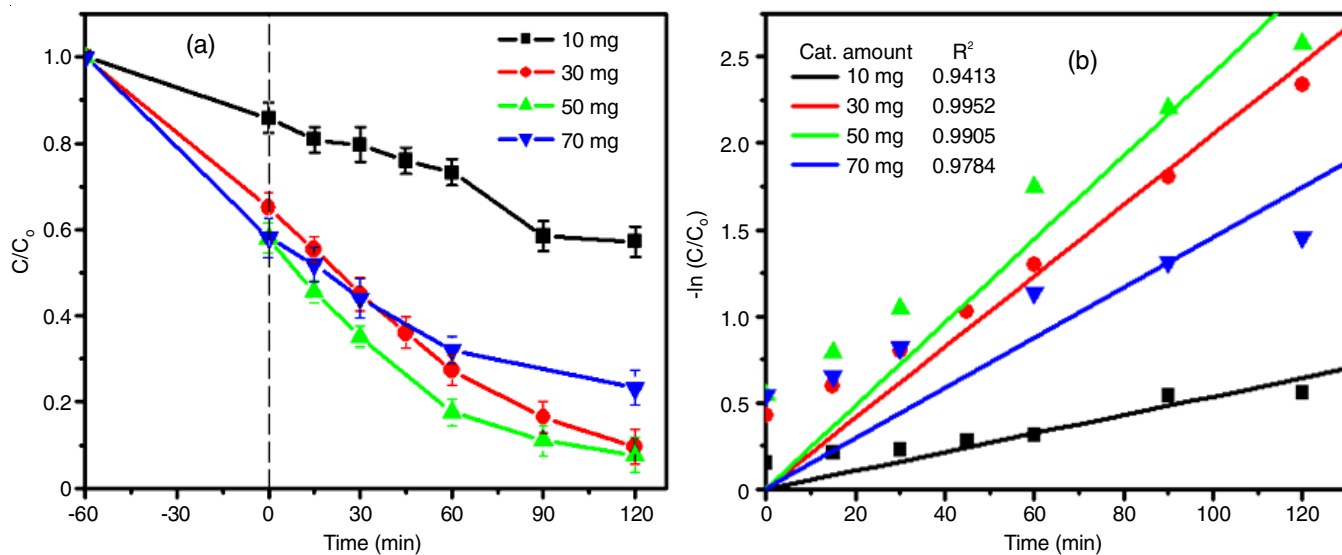 (a)
10 mg
30 mg
50 mg
70 mg
1.0
0.8
0.6
0.4
0.2
0
C/Cₒ
-60 -30 0 30 60 90 120
Time (min)
(b)
Cat. amount R²
10 mg 0.9413
30 mg 0.9952
50 mg 0.9905
70 mg 0.9784
2.5
2.0
1.5
1.0
0.5
0
-ln (C/Cₒ)
0 20 40 60 80 100 120
Time (min)